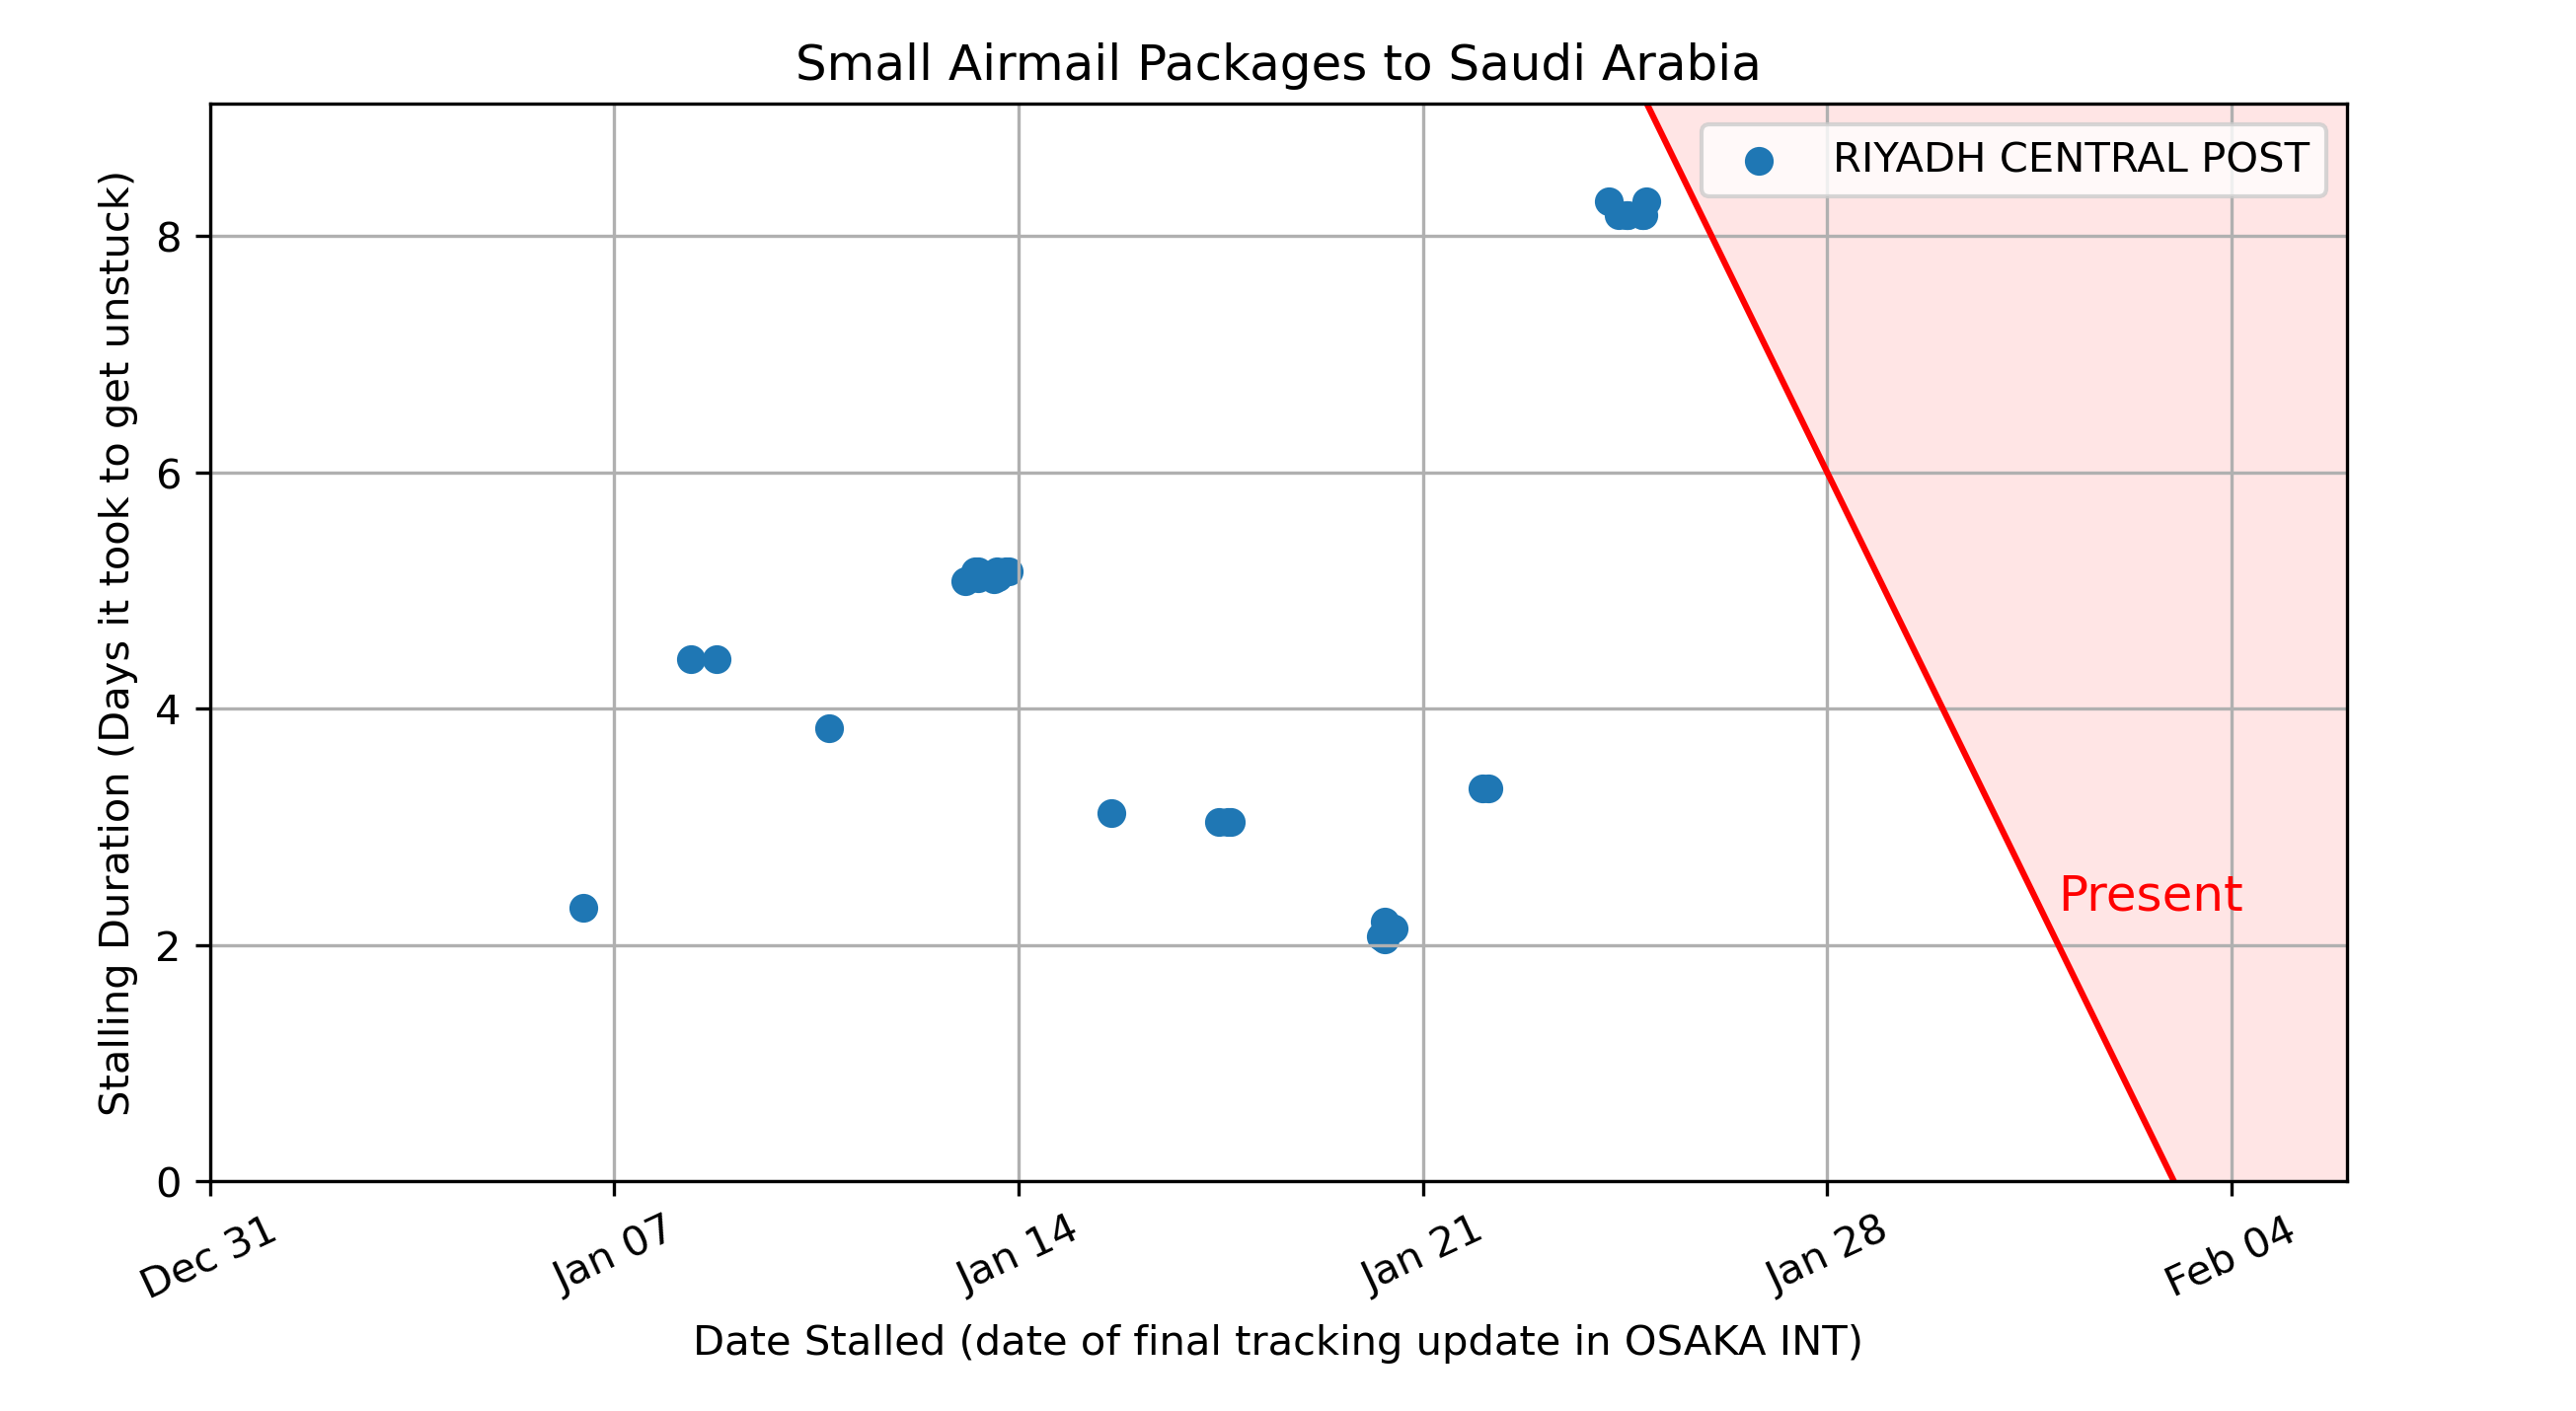 Small Airmail Packages to Saudi Arabia
RIYADH CENTRAL POST
Stalling Duration (Days it took to get unstuck)
8
6
4
2
0
Present
Dec 31
Jan 07
Jan 14
Jan 21
Jan 28
Feb 04
Date Stalled (date of final tracking update in OSAKA INT)